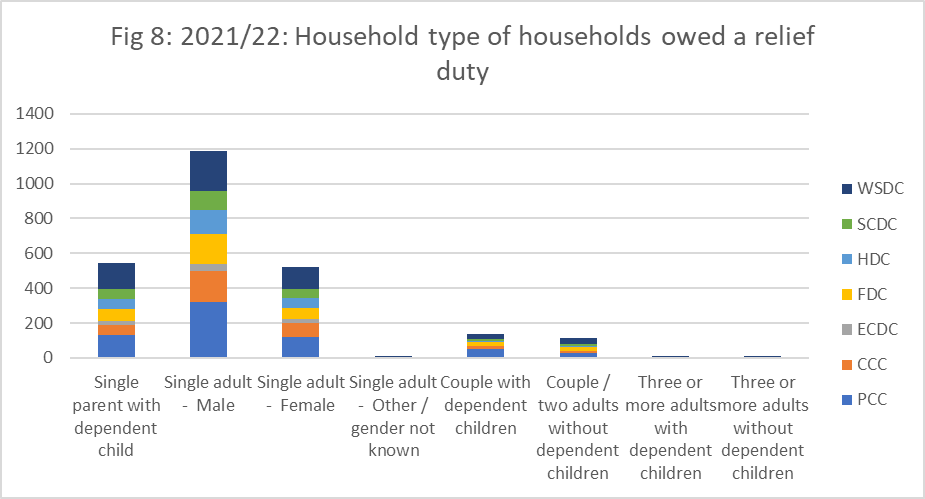 Fig 8: 2021/22: Household type of households owed a relief
duty
1400
1200
1000
800
600
400
200
0
Single
parent with
dependent
child
Single adult
- Male
Single adult
- Female
Single adult
- Other /
gender not
known
Couple with
dependent
children
Couple /
two adults
without
dependent
children
Three or
more adults
with
dependent
children
Three or
more adults
without
dependent
children
WSDC
SCDC
HDC
FDC
ECDC
CCC
PCC